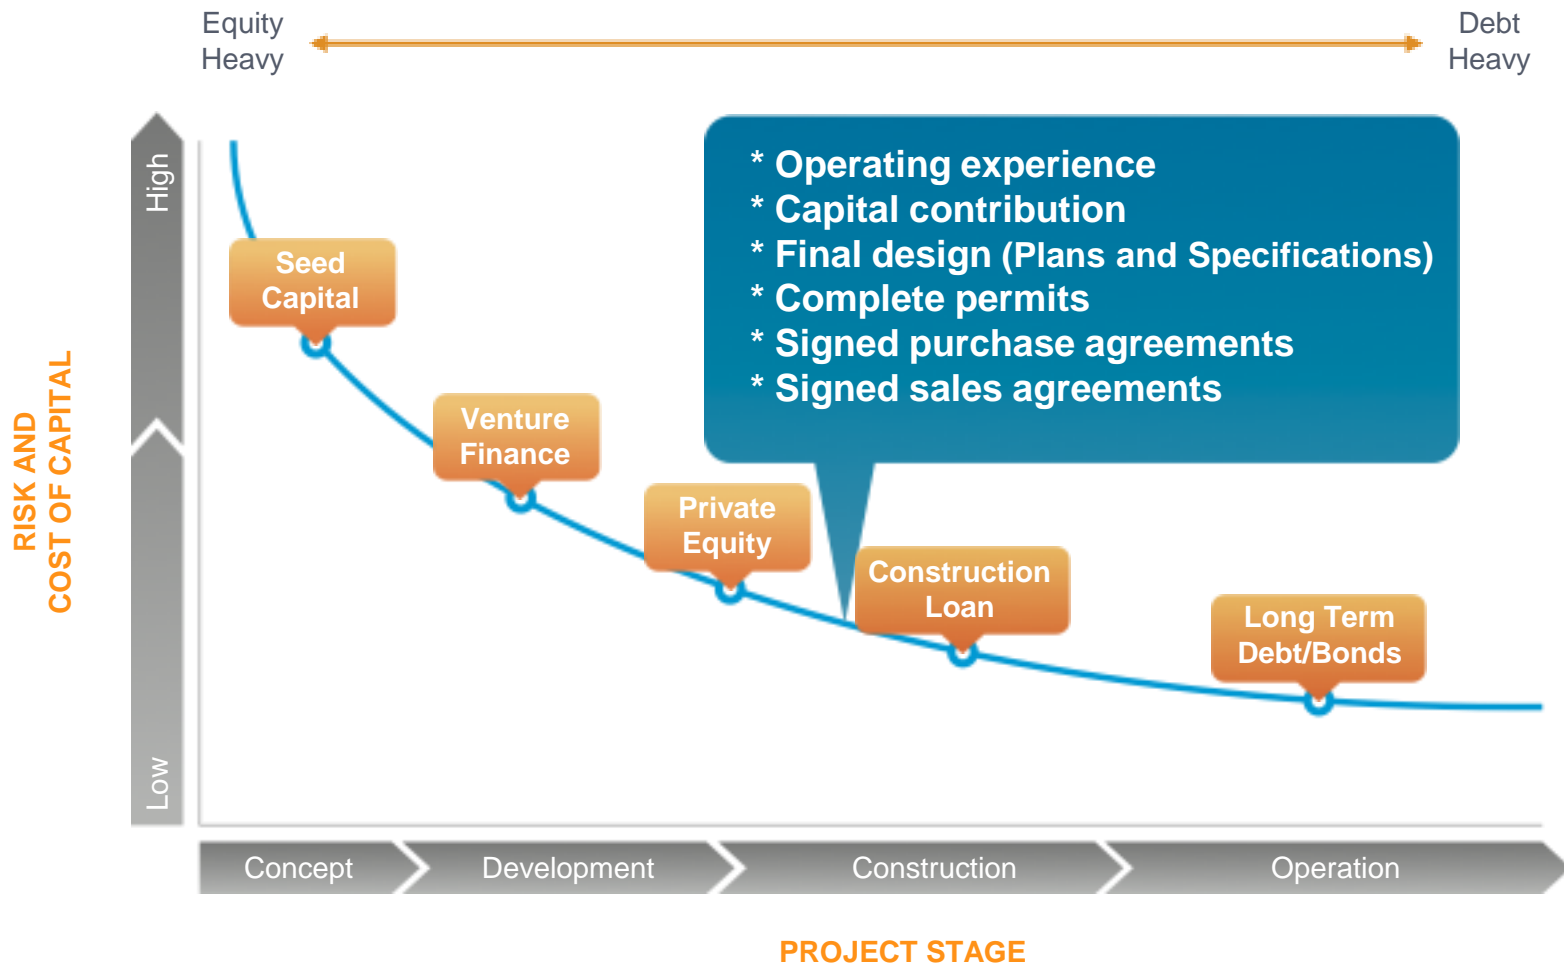 Equity
Heavy
Debt
Heavy
High
Low
RISK AND
COST OF CAPITAL
* Operating experience
* Capital contribution
* Final design (Plans and Specifications)
* Complete permits
* Signed purchase agreements
* Signed sales agreements
Seed
Capital
Venture
Finance
Private
Equity
Construction
Loan
Long Term
Debt/Bonds
Concept
Development
Construction
Operation
PROJECT STAGE